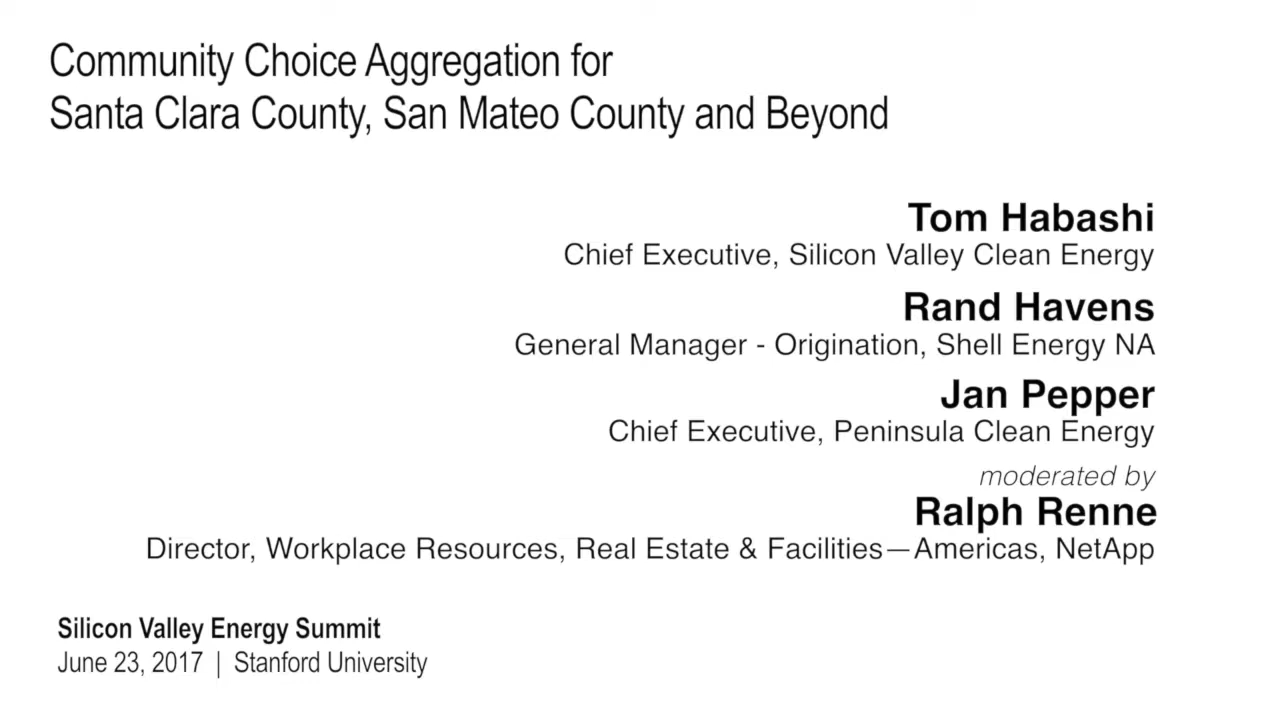 Community Choice Aggregation for
Santa Clara County, San Mateo County and Beyond
Tom Habashi
Chief Executive, Silicon Valley Clean Energy
Rand Havens
General Manager - Origination, Shell Energy NA
Jan Pepper
Chief Executive, Peninsula Clean Energy
moderated by
Ralph Renne
Director, Workplace Resources, Real Estate & Facilities—Americas, NetApp
Silicon Valley Energy Summit
June 23, 2017 | Stanford University